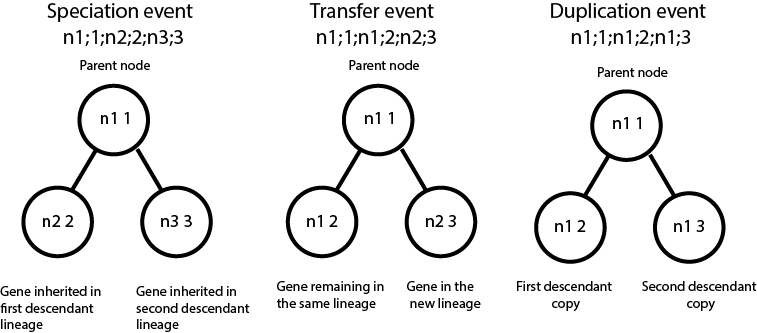 Speciation event
n1;1;n2;2;n3;3
Parent node
n1 1
n2 2
n3 3
Gene inherited in
first descendant
lineage
Gene inherited in
second descendant
lineage
Transfer event
n1;1;n1;2;n2;3
Parent node
n1 1
n1 2
n2 3
Gene remaining in
the same lineage
Gene in the
new lineage
Duplication event
n1;1;n1;2;n1;3
Parent node
n1 1
n1 2
n1 3
First descendant
copy
Second descendant
copy